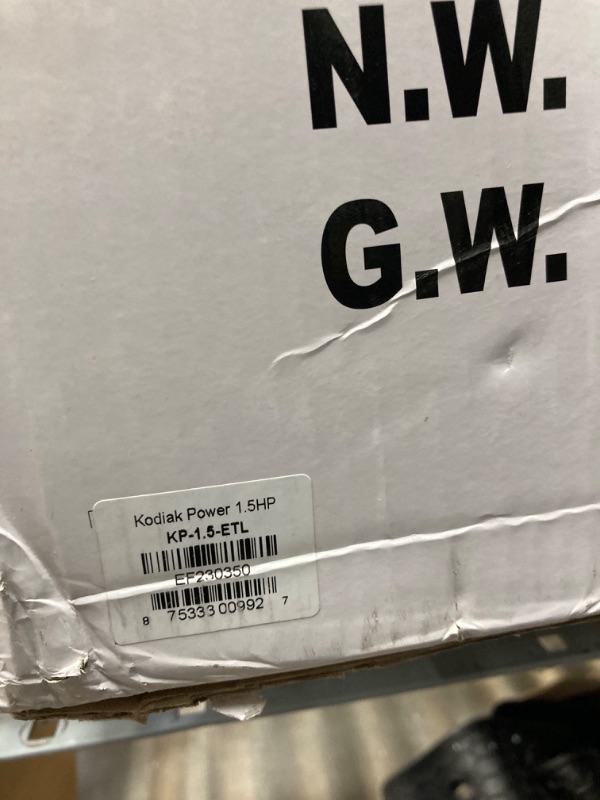 N.W.
G.W.
Kodiak Power 1.5HP
KP-1.5-ETL
EF230350
8 75333 00992 7